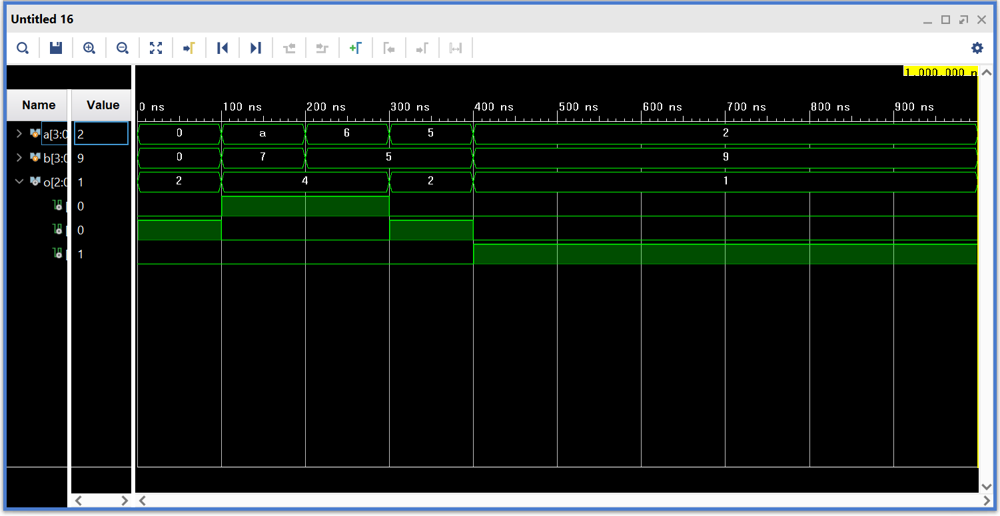 Untitled 16
1,000.000 n
Name Value
0 ns 100 ns 200 ns 300 ns 400 ns 500 ns 600 ns 700 ns 800 ns 900 ns
a[3:0 2 0 a 6 5 2
b[3:0 9 0 7 5 9
o[2:0 1 2 4 2 1
0
0
1